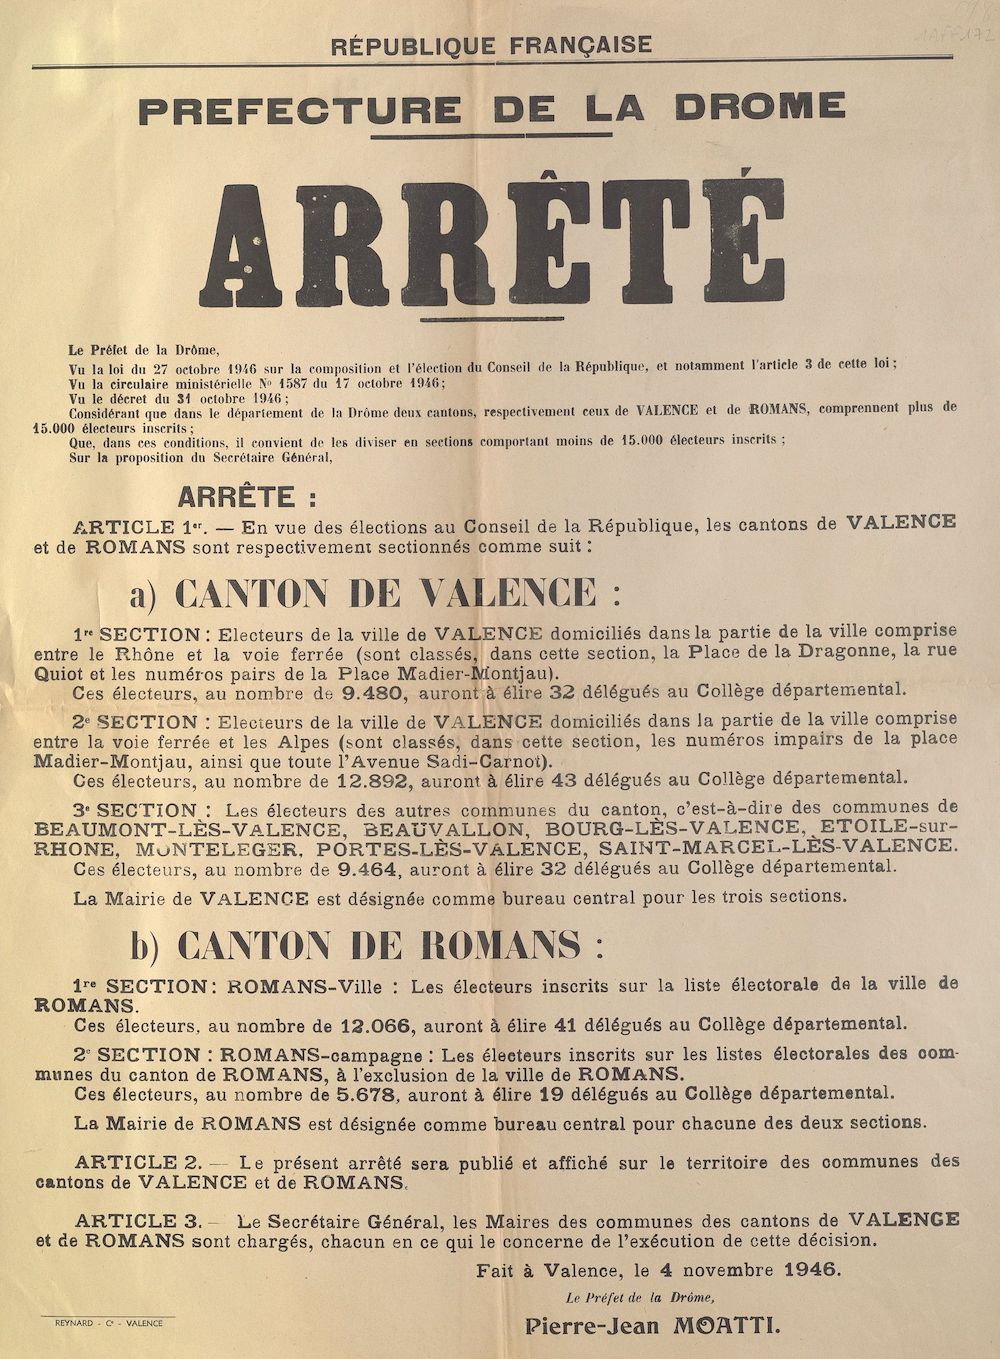 1AFF172
RÉPUBLIQUE FRANÇAISE
PREFECTURE DE LA DROME
ARRÊTÉ
Le Préfet de la Drôme,
Vu la loi du 27 octobre 1946 sur la composition et l'élection du Conseil de la République, et notamment l'article 3 de cette loi ;
Vu la circulaire ministérielle Nº 1587 du 17 octobre 1946 ;
Vu le décret du 31 octobre 1946 ;
Considérant que dans le département de la Drôme deux cantons, respectivement ceux de VALENCE et de ROMANS, comprennent plus de
15.000 électeurs inscrits ;
Que, dans ces conditions, il convient de les diviser en sections comportant moins de 15.000 électeurs inscrits ;
Sur la proposition du Secrétaire Général,
ARRÊTE :
ARTICLE 1er. — En vue des élections au Conseil de la République, les cantons de VALENCE
et de ROMANS sont respectivement sectionnés comme suit :
a) CANTON DE VALENCE :
1re SECTION : Electeurs de la ville de VALENCE domiciliés dans la partie de la ville comprise
entre le Rhône et la voie ferrée (sont classés, dans cette section, la Place de la Dragonne, la rue
Quiot et les numéros pairs de la Place Madier-Montjau).
Ces électeurs, au nombre de 9.480, auront à élire 32 délégués au Collège départemental.
2e SECTION : Electeurs de la ville de VALENCE domiciliés dans la partie de la ville comprise
entre la voie ferrée et les Alpes (sont classés, dans cette section, les numéros impairs de la place
Madier-Montjau, ainsi que toute l'Avenue Sadi-Carnot).
Ces électeurs, au nombre de 12.892, auront à élire 43 délégués au Collège départemental.
3e SECTION : Les électeurs des autres communes du canton, c'est-à-dire des communes de
BEAUMONT-LÈS-VALENCE, BEAUVALLON, BOURG-LÈS-VALENCE, ETOILE-sur-
RHONE, MONTELEGER, PORTES-LÈS-VALENCE, SAINT-MARCEL-LÈS-VALENCE.
Ces électeurs, au nombre de 9.464, auront à élire 32 délégués au Collège départemental.
La Mairie de VALENCE est désignée comme bureau central pour les trois sections.
b) CANTON DE ROMANS :
1re SECTION : ROMANS-Ville : Les électeurs inscrits sur la liste électorale de la ville de
ROMANS.
Ces électeurs, au nombre de 12.066, auront à élire 41 délégués au Collège départemental.
2e SECTION : ROMANS-campagne : Les électeurs inscrits sur les listes électorales des com-
munes du canton de ROMANS, à l'exclusion de la ville de ROMANS.
Ces électeurs, au nombre de 5.678, auront à élire 19 délégués au Collège départemental.
La Mairie de ROMANS est désignée comme bureau central pour chacune des deux sections.
ARTICLE 2. — Le présent arrêté sera publié et affiché sur le territoire des communes des
cantons de VALENCE et de ROMANS.
ARTICLE 3. — Le Secrétaire Général, les Maires des communes des cantons de VALENCE
et de ROMANS sont chargés, chacun en ce qui le concerne de l'exécution de cette décision.
Fait à Valence, le 4 novembre 1946.
Le Préfet de la Drôme,
Pierre-Jean MOATTI.
REYNARD - Cie - VALENCE